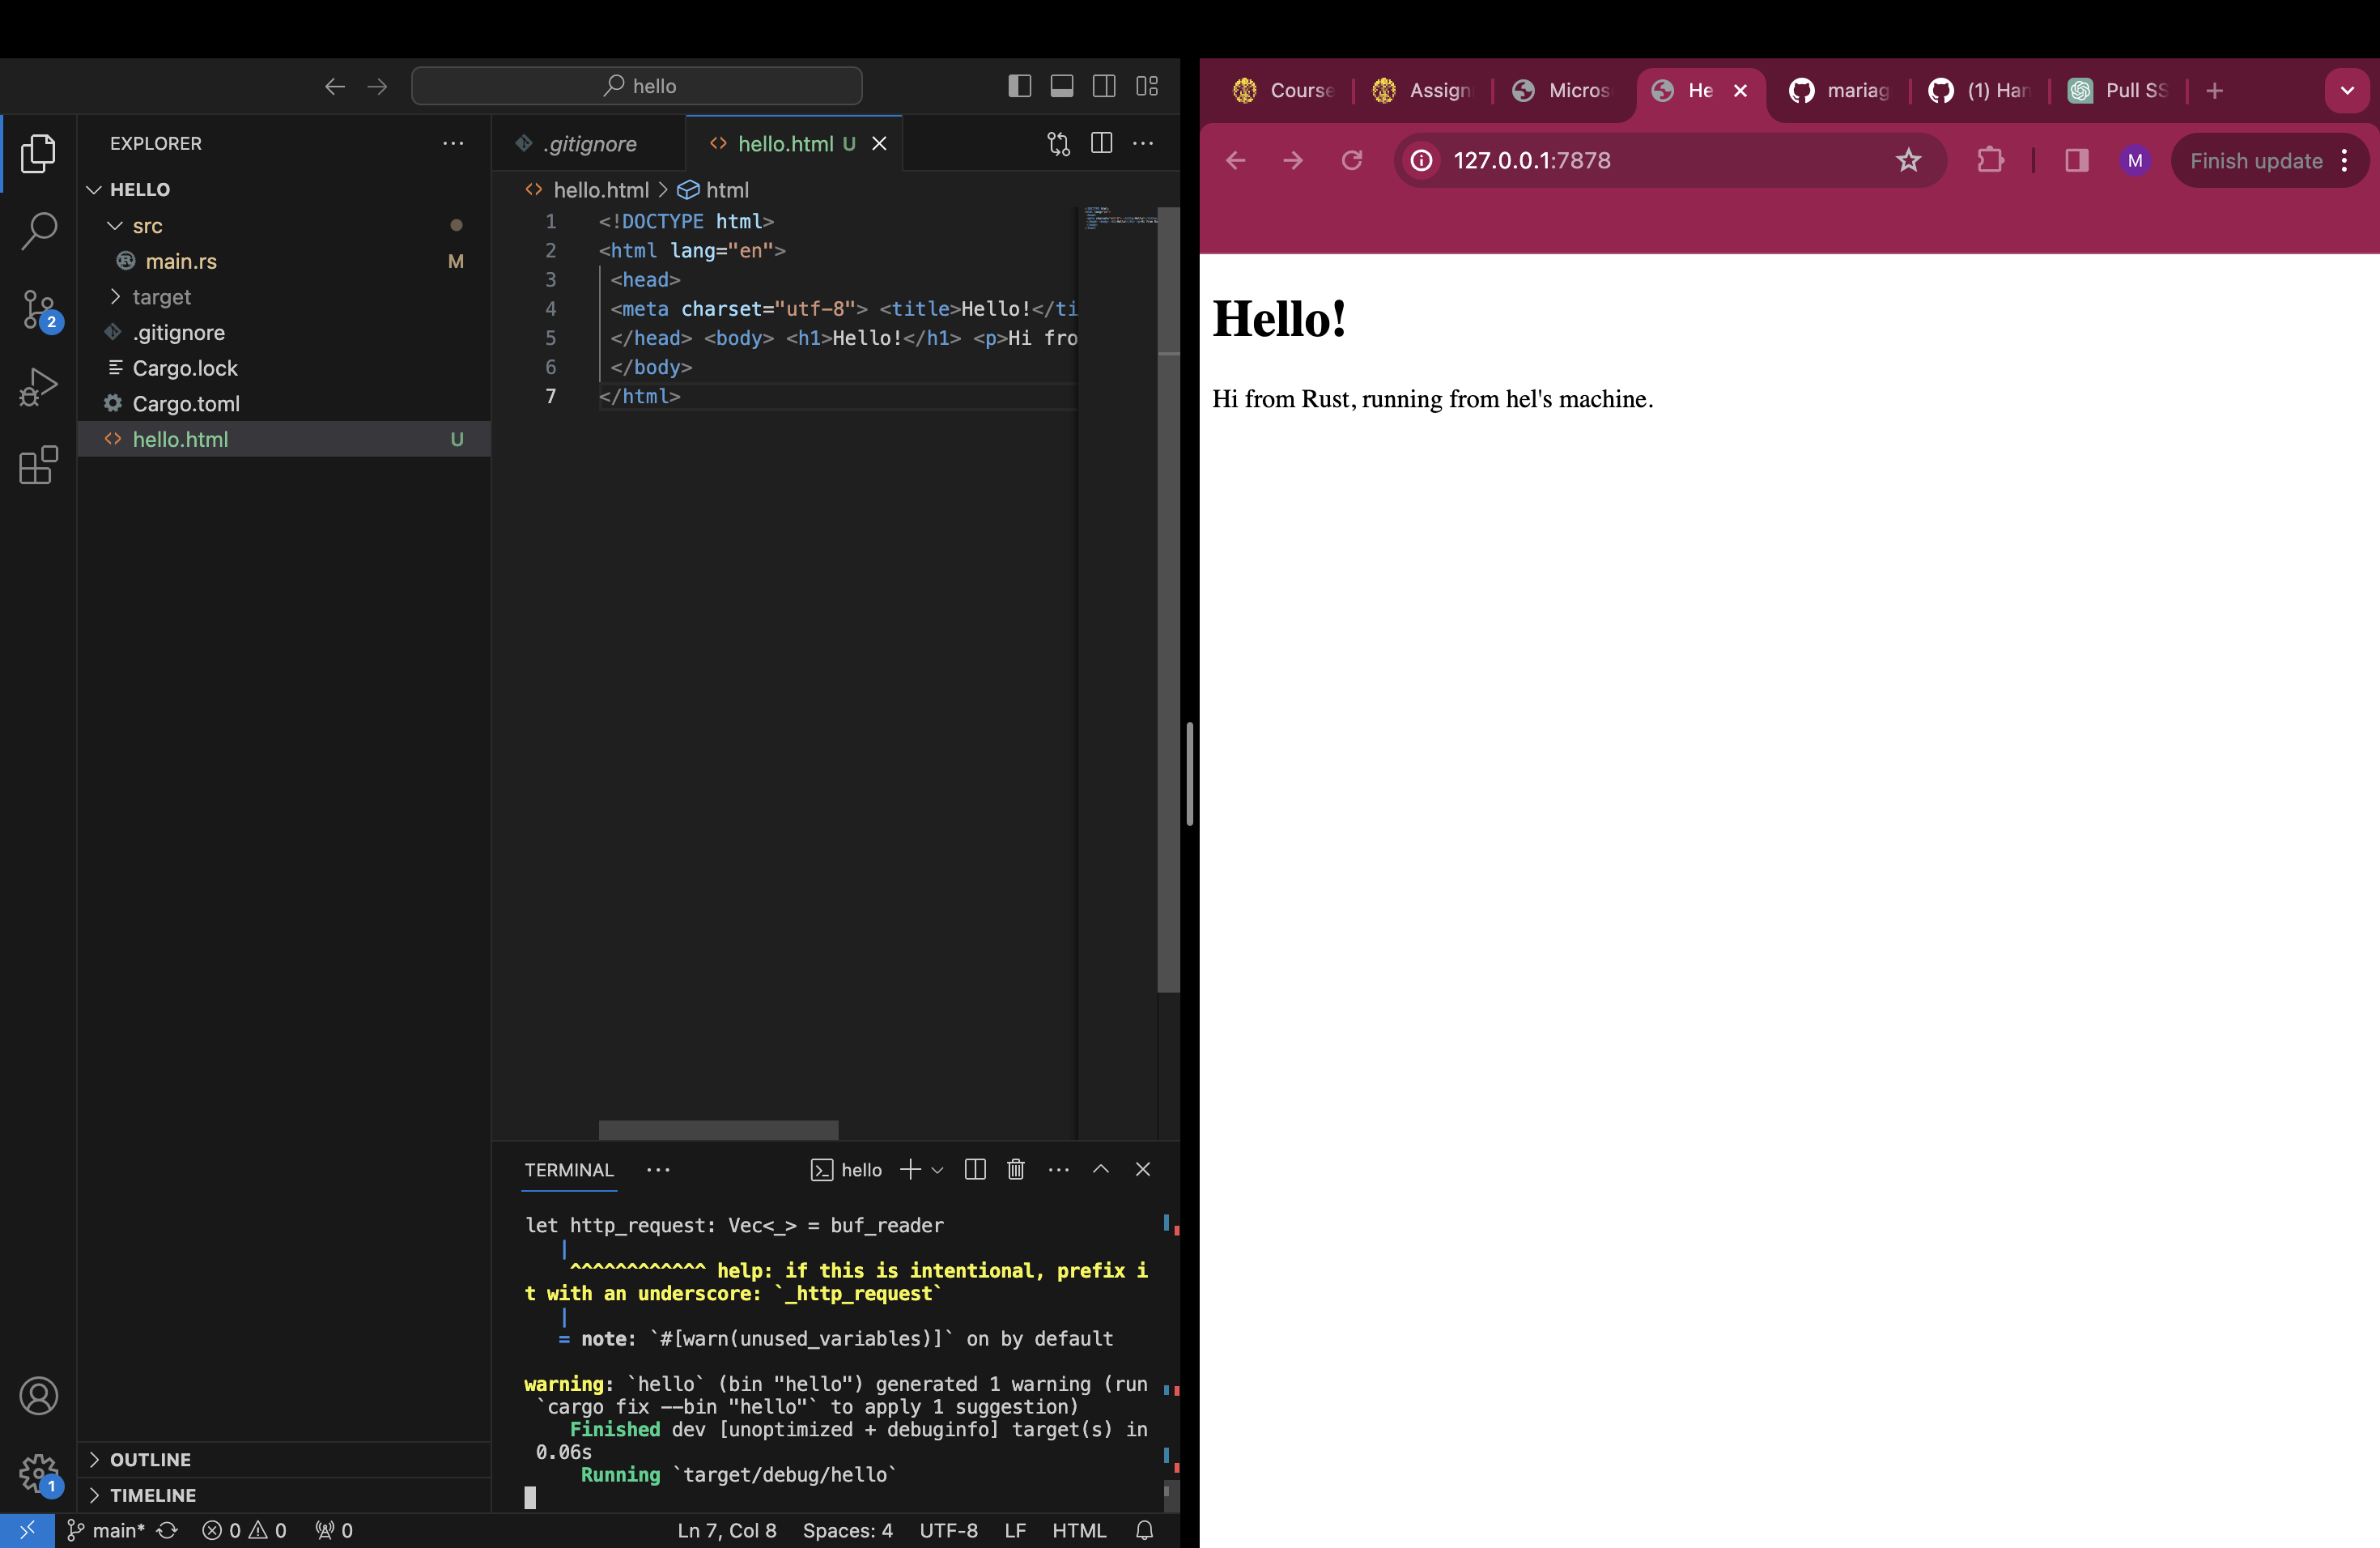 hello
EXPLORER
HELLO
src
main.rs M
target
.gitignore
Cargo.lock
Cargo.toml
hello.html U
2
OUTLINE
TIMELINE
1
.gitignore
hello.html U
hello.html > html
1 <!DOCTYPE html>
2 <html lang="en">
3 <head>
4 <meta charset="utf-8"> <title>Hello!</ti
5 </head> <body> <h1>Hello!</h1> <p>Hi fro
6 </body>
7 </html>
TERMINAL
hello
let http_request: Vec<_> = buf_reader
|
^^^^^^^^^^^^ help: if this is intentional, prefix i
t with an underscore: `_http_request`
|
= note: `#[warn(unused_variables)]` on by default
warning: `hello` (bin "hello") generated 1 warning (run
`cargo fix --bin "hello"` to apply 1 suggestion)
Finished dev [unoptimized + debuginfo] target(s) in
0.06s
Running `target/debug/hello`
main* 0 0 0
Ln 7, Col 8 Spaces: 4 UTF-8 LF HTML
Course Assign Micros He mariag (1) Han Pull SS
127.0.0.1:7878
M
Finish update
Hello!
Hi from Rust, running from hel's machine.